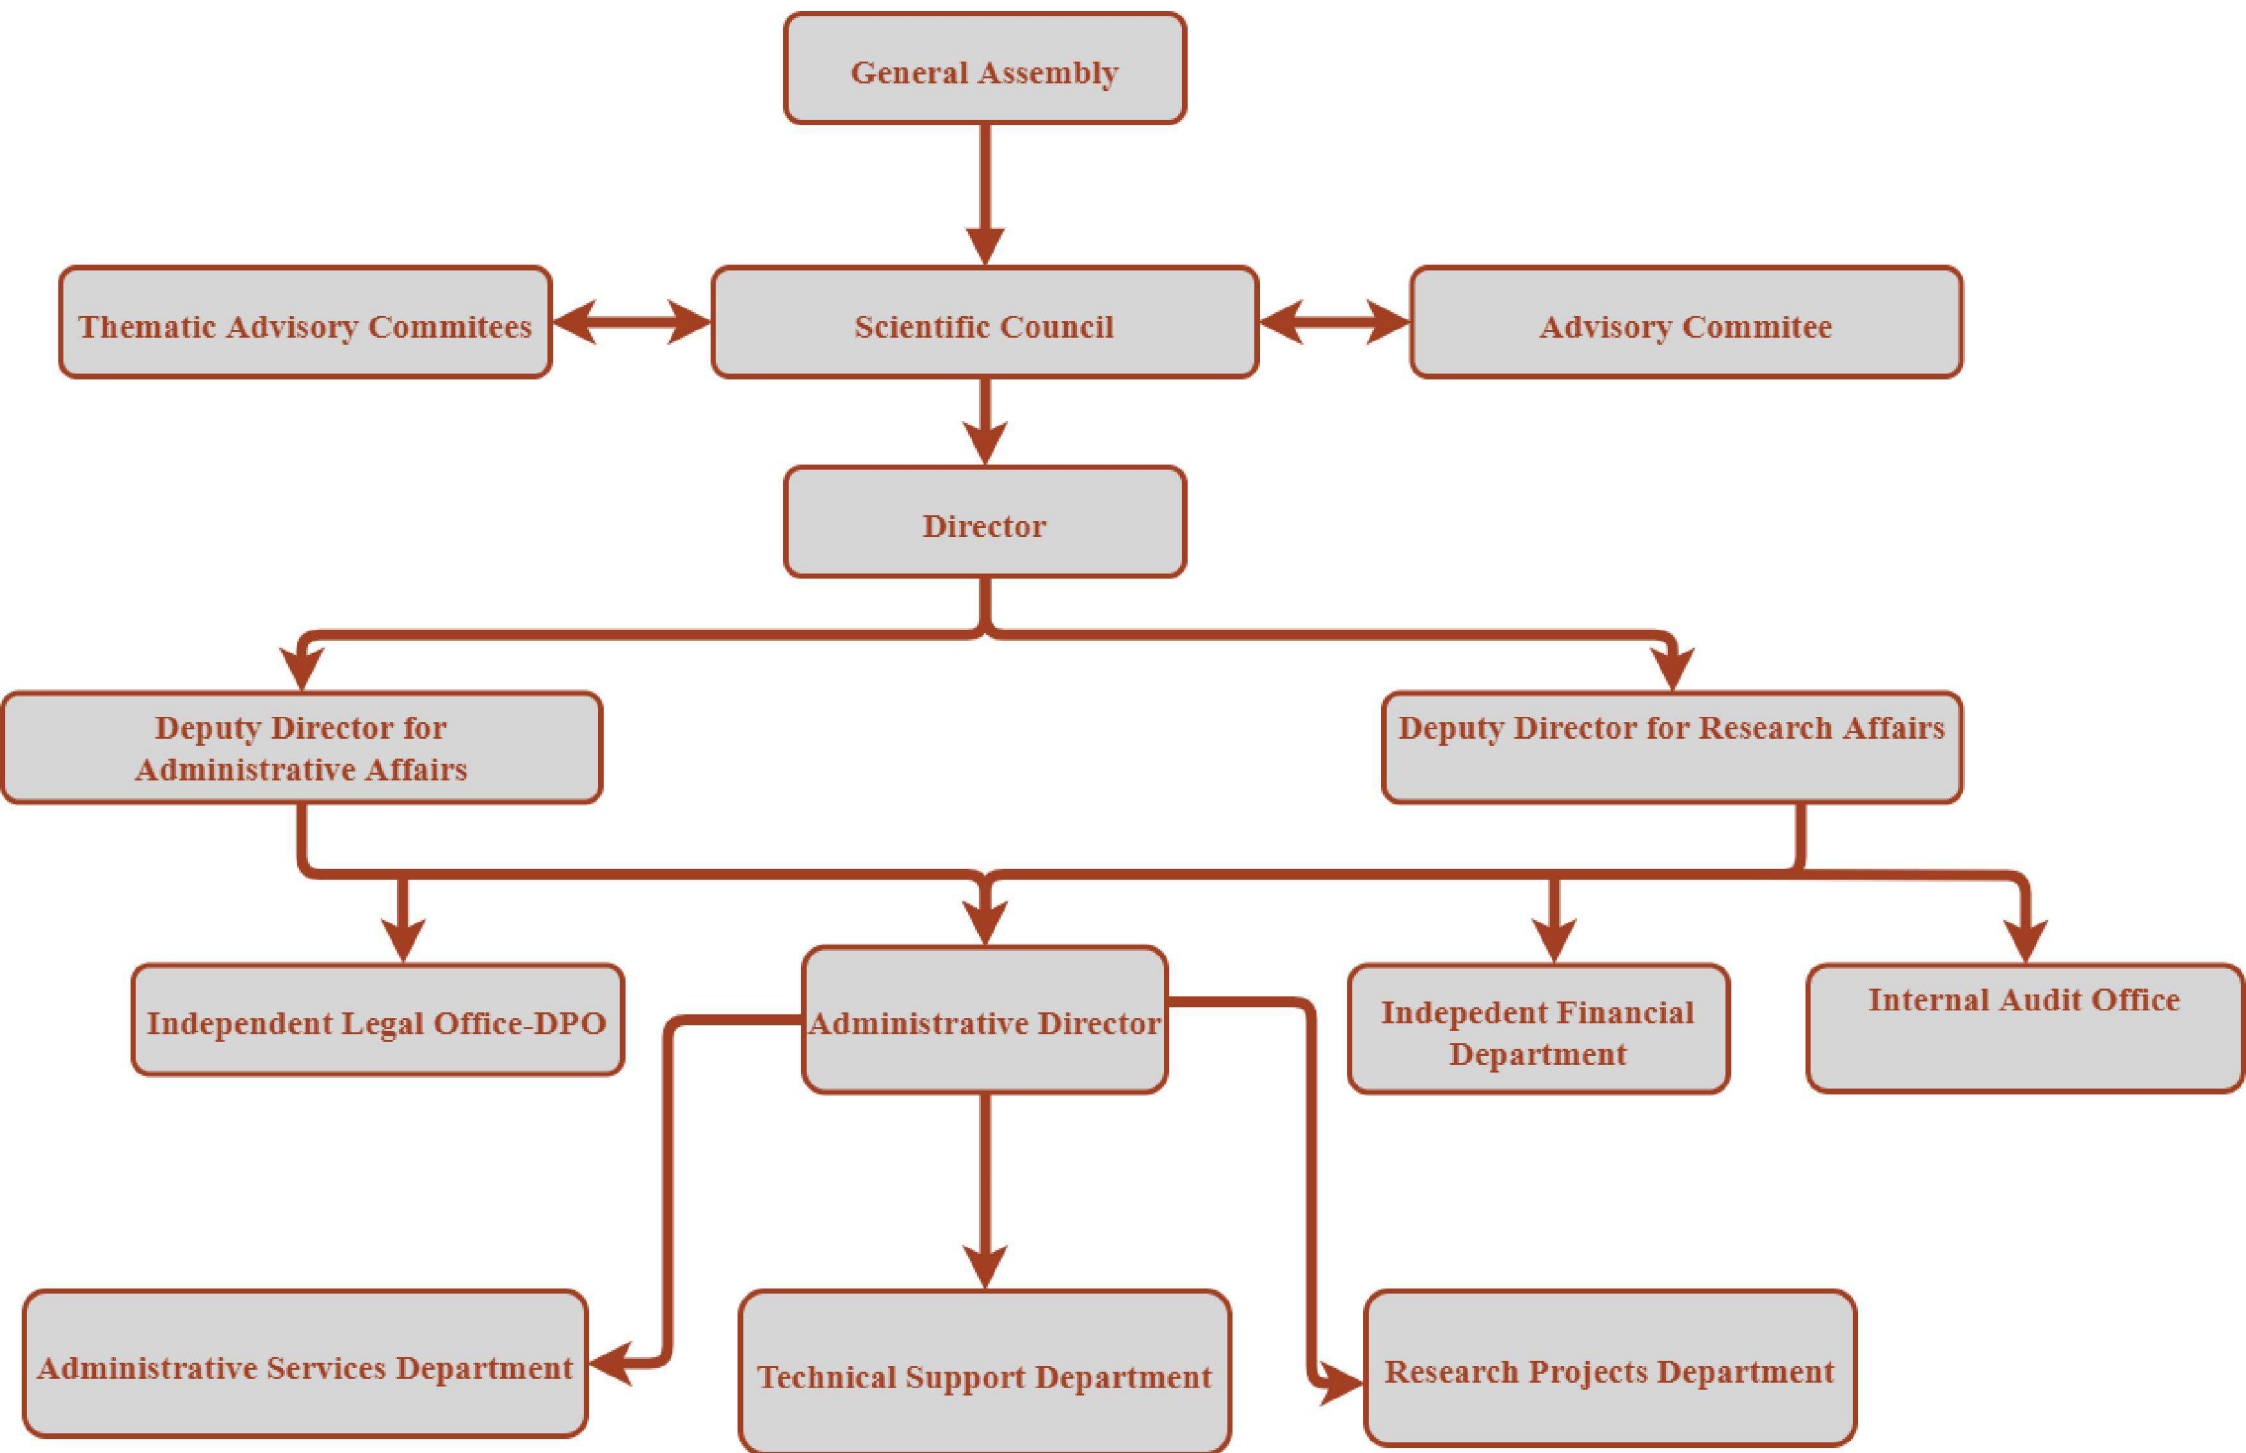 General Assembly
Thematic Advisory Commitees
Scientific Council
Advisory Commitee
Director
Deputy Director for
Administrative Affairs
Deputy Director for Research Affairs
Independent Legal Office-DPO
Administrative Director
Indepedent Financial
Department
Internal Audit Office
Administrative Services Department
Technical Support Department
Research Projects Department